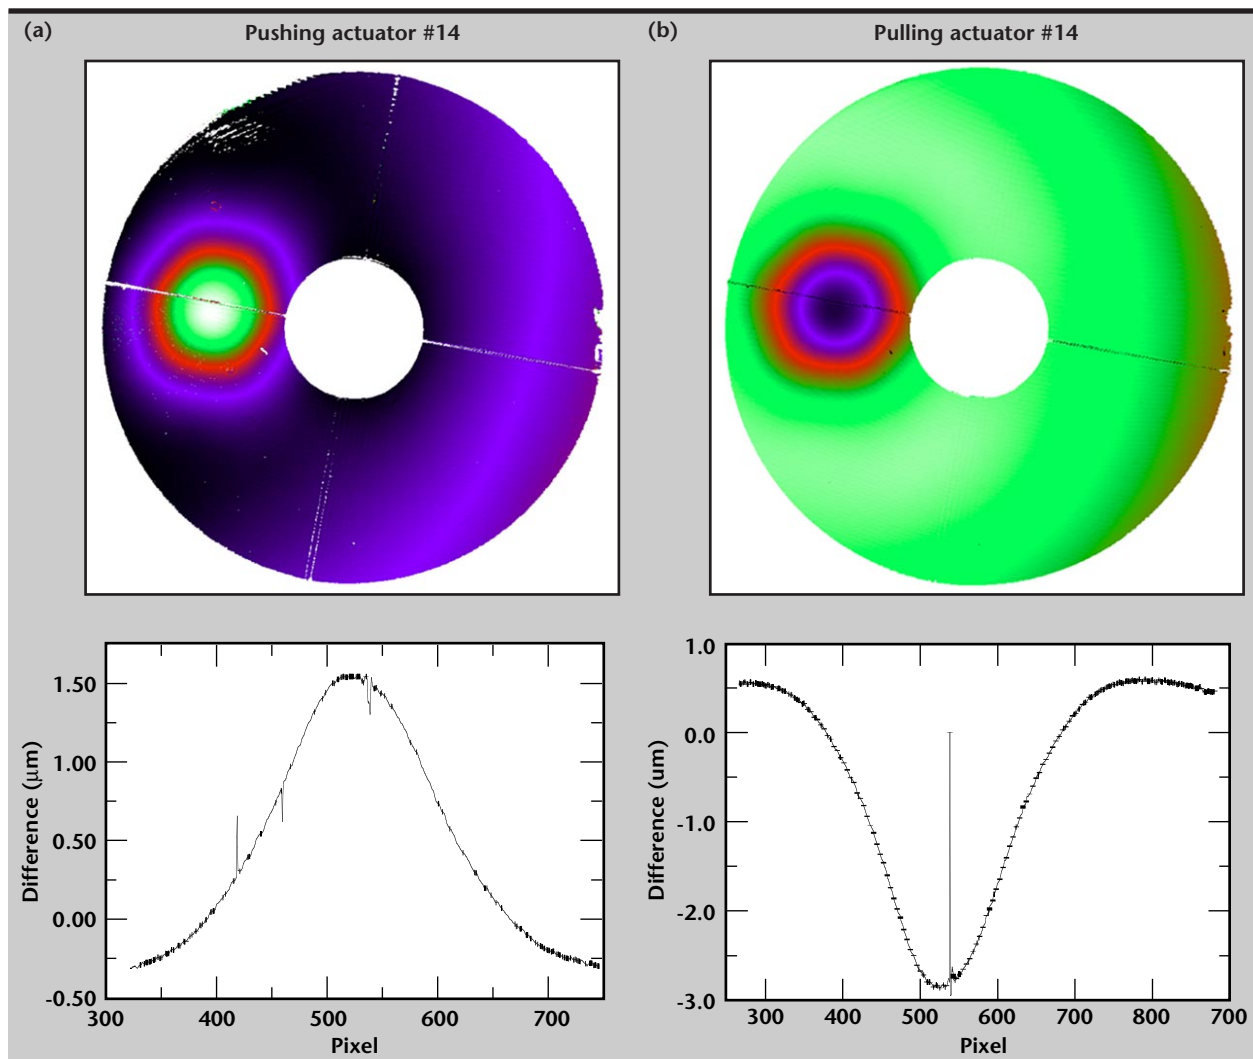 (a) Pushing actuator #14
(b) Pulling actuator #14
1.50
1.00
0.50
0.00
-0.50
Difference (μm)
300 400 500 600 700
Pixel
1.0
0.0
-1.0
-2.0
-3.0
Difference (um)
300 400 500 600 700 800 700
Pixel